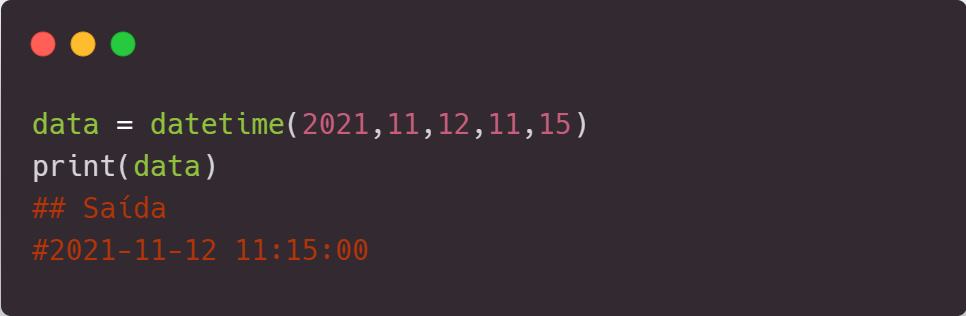 data = datetime(2021,11,12,11,15)
print(data)
## Saída
#2021-11-12 11:15:00